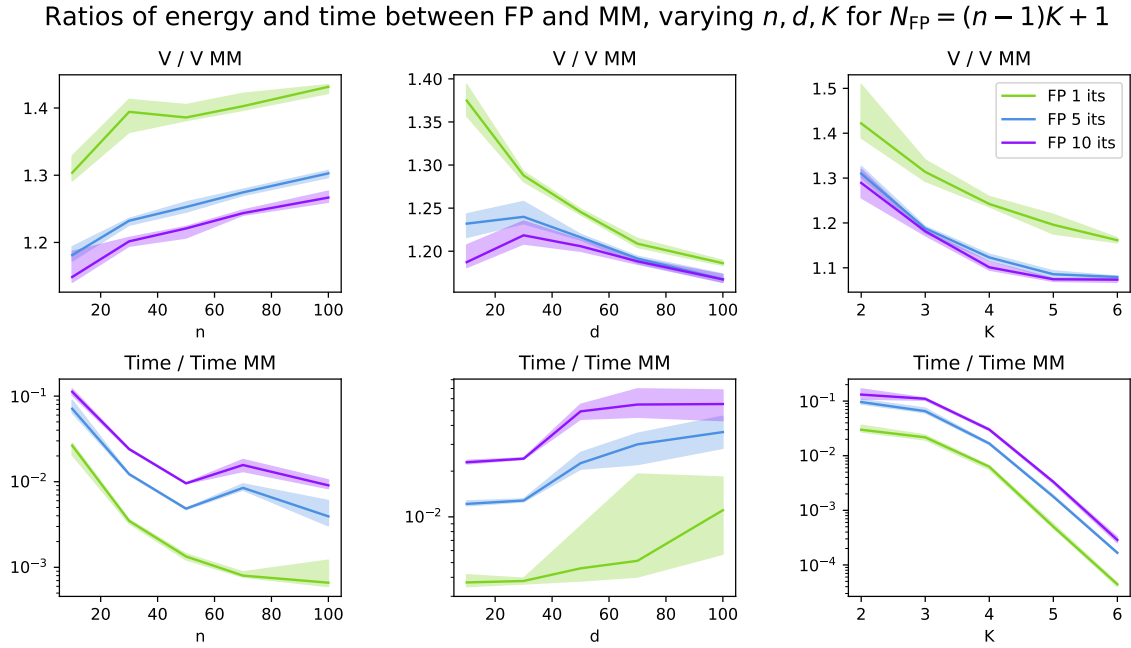 Ratios of energy and time between FP and MM, varying n, d, K for N_FP = (n − 1)K + 1
V / V MM
V / V MM
V / V MM
1.4
1.3
1.2
20 40 60 80 100
n
1.40
1.35
1.30
1.25
1.20
20 40 60 80 100
d
1.5
1.4
1.3
1.2
1.1
2 3 4 5 6
K
FP 1 its
FP 5 its
FP 10 its
Time / Time MM
Time / Time MM
Time / Time MM
10⁻¹
10⁻²
10⁻³
20 40 60 80 100
n
10⁻²
20 40 60 80 100
d
10⁻¹
10⁻²
10⁻³
10⁻⁴
2 3 4 5 6
K